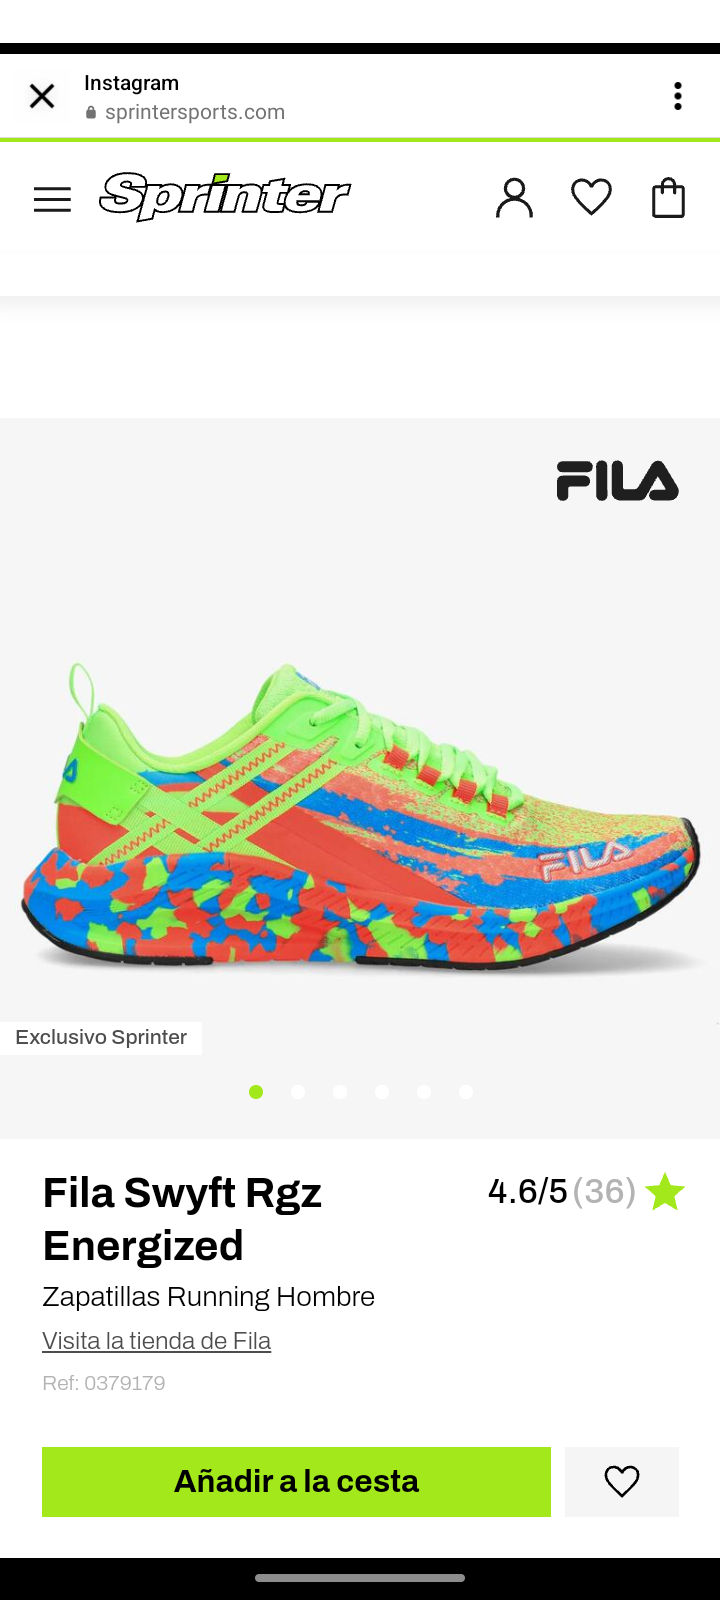 Instagram
sprintersports.com
Sprinter
FILA
FILA
Exclusivo Sprinter
Fila Swyft Rgz
Energized
4.6/5 (36)
Zapatillas Running Hombre
Visita la tienda de Fila
Ref: 0379179
Añadir a la cesta